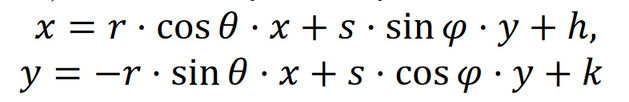 x = r · cos θ · x + s · sin φ · y + h,
y = −r · sin θ · x + s · cos φ · y + k